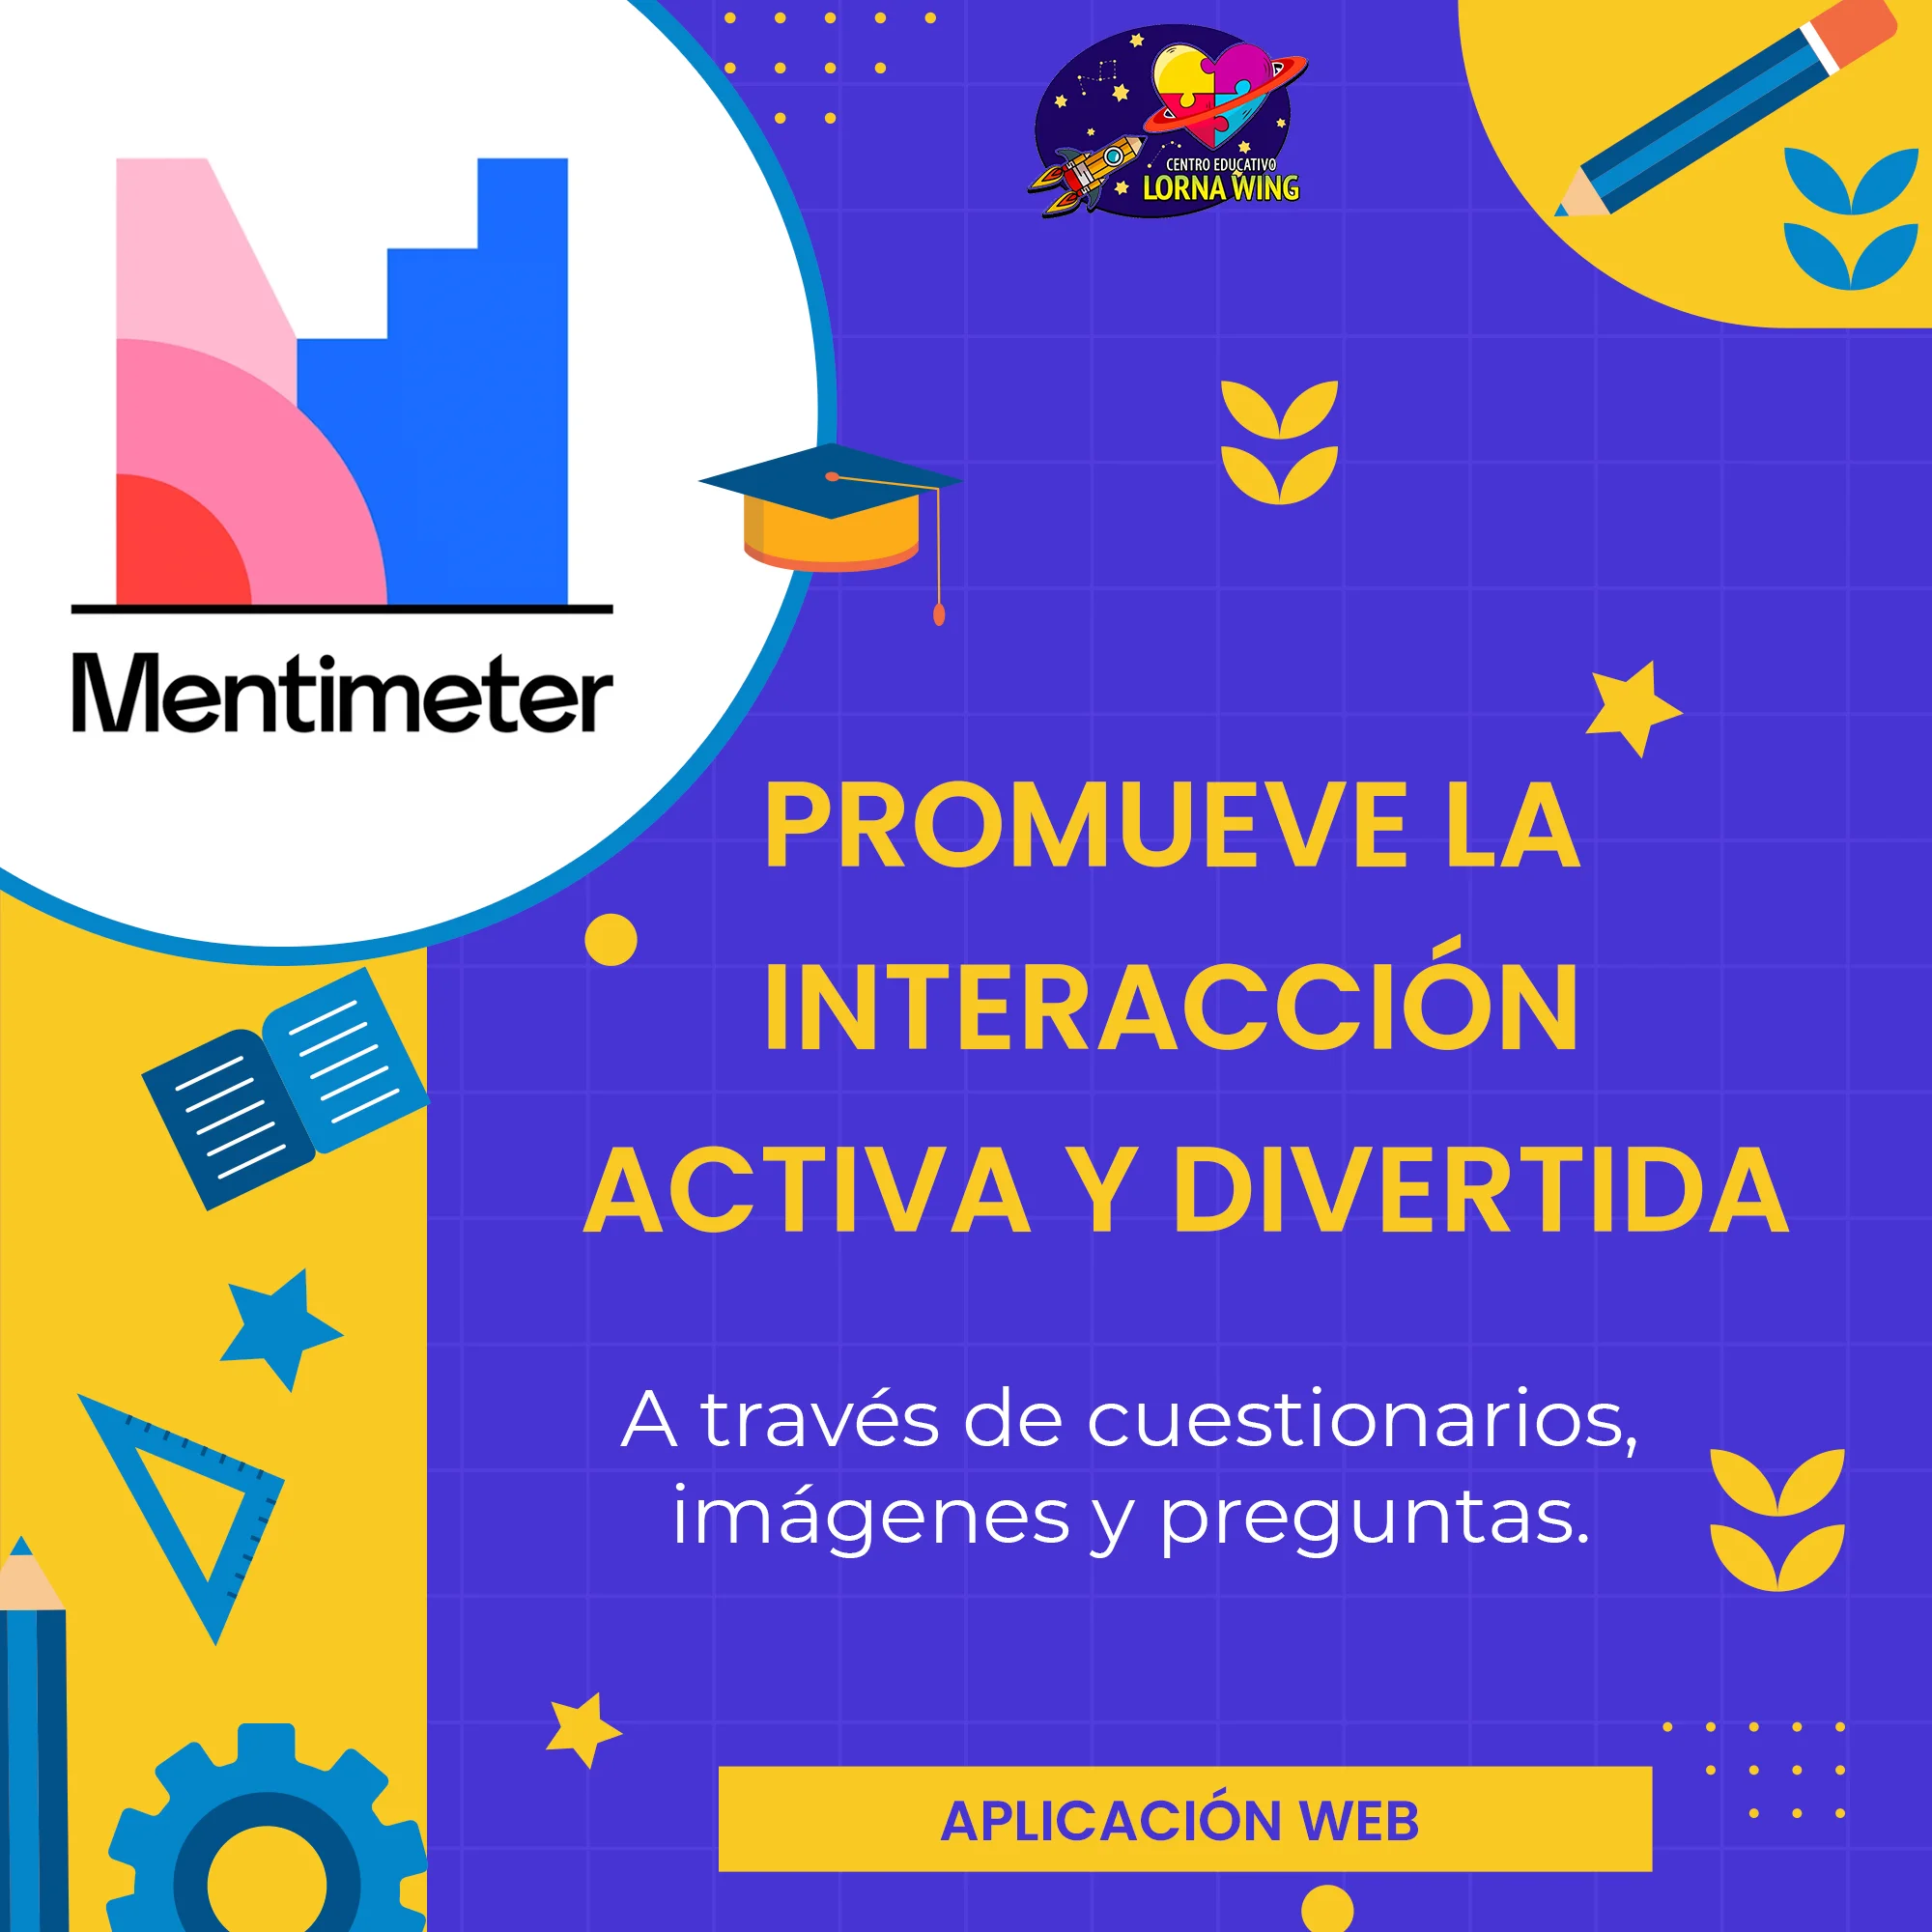 CENTRO EDUCATIVO
LORNA WING
Mentimeter
PROMUEVE LA
INTERACCIÓN
ACTIVA Y DIVERTIDA
A través de cuestionarios,
imágenes y preguntas.
APLICACIÓN WEB